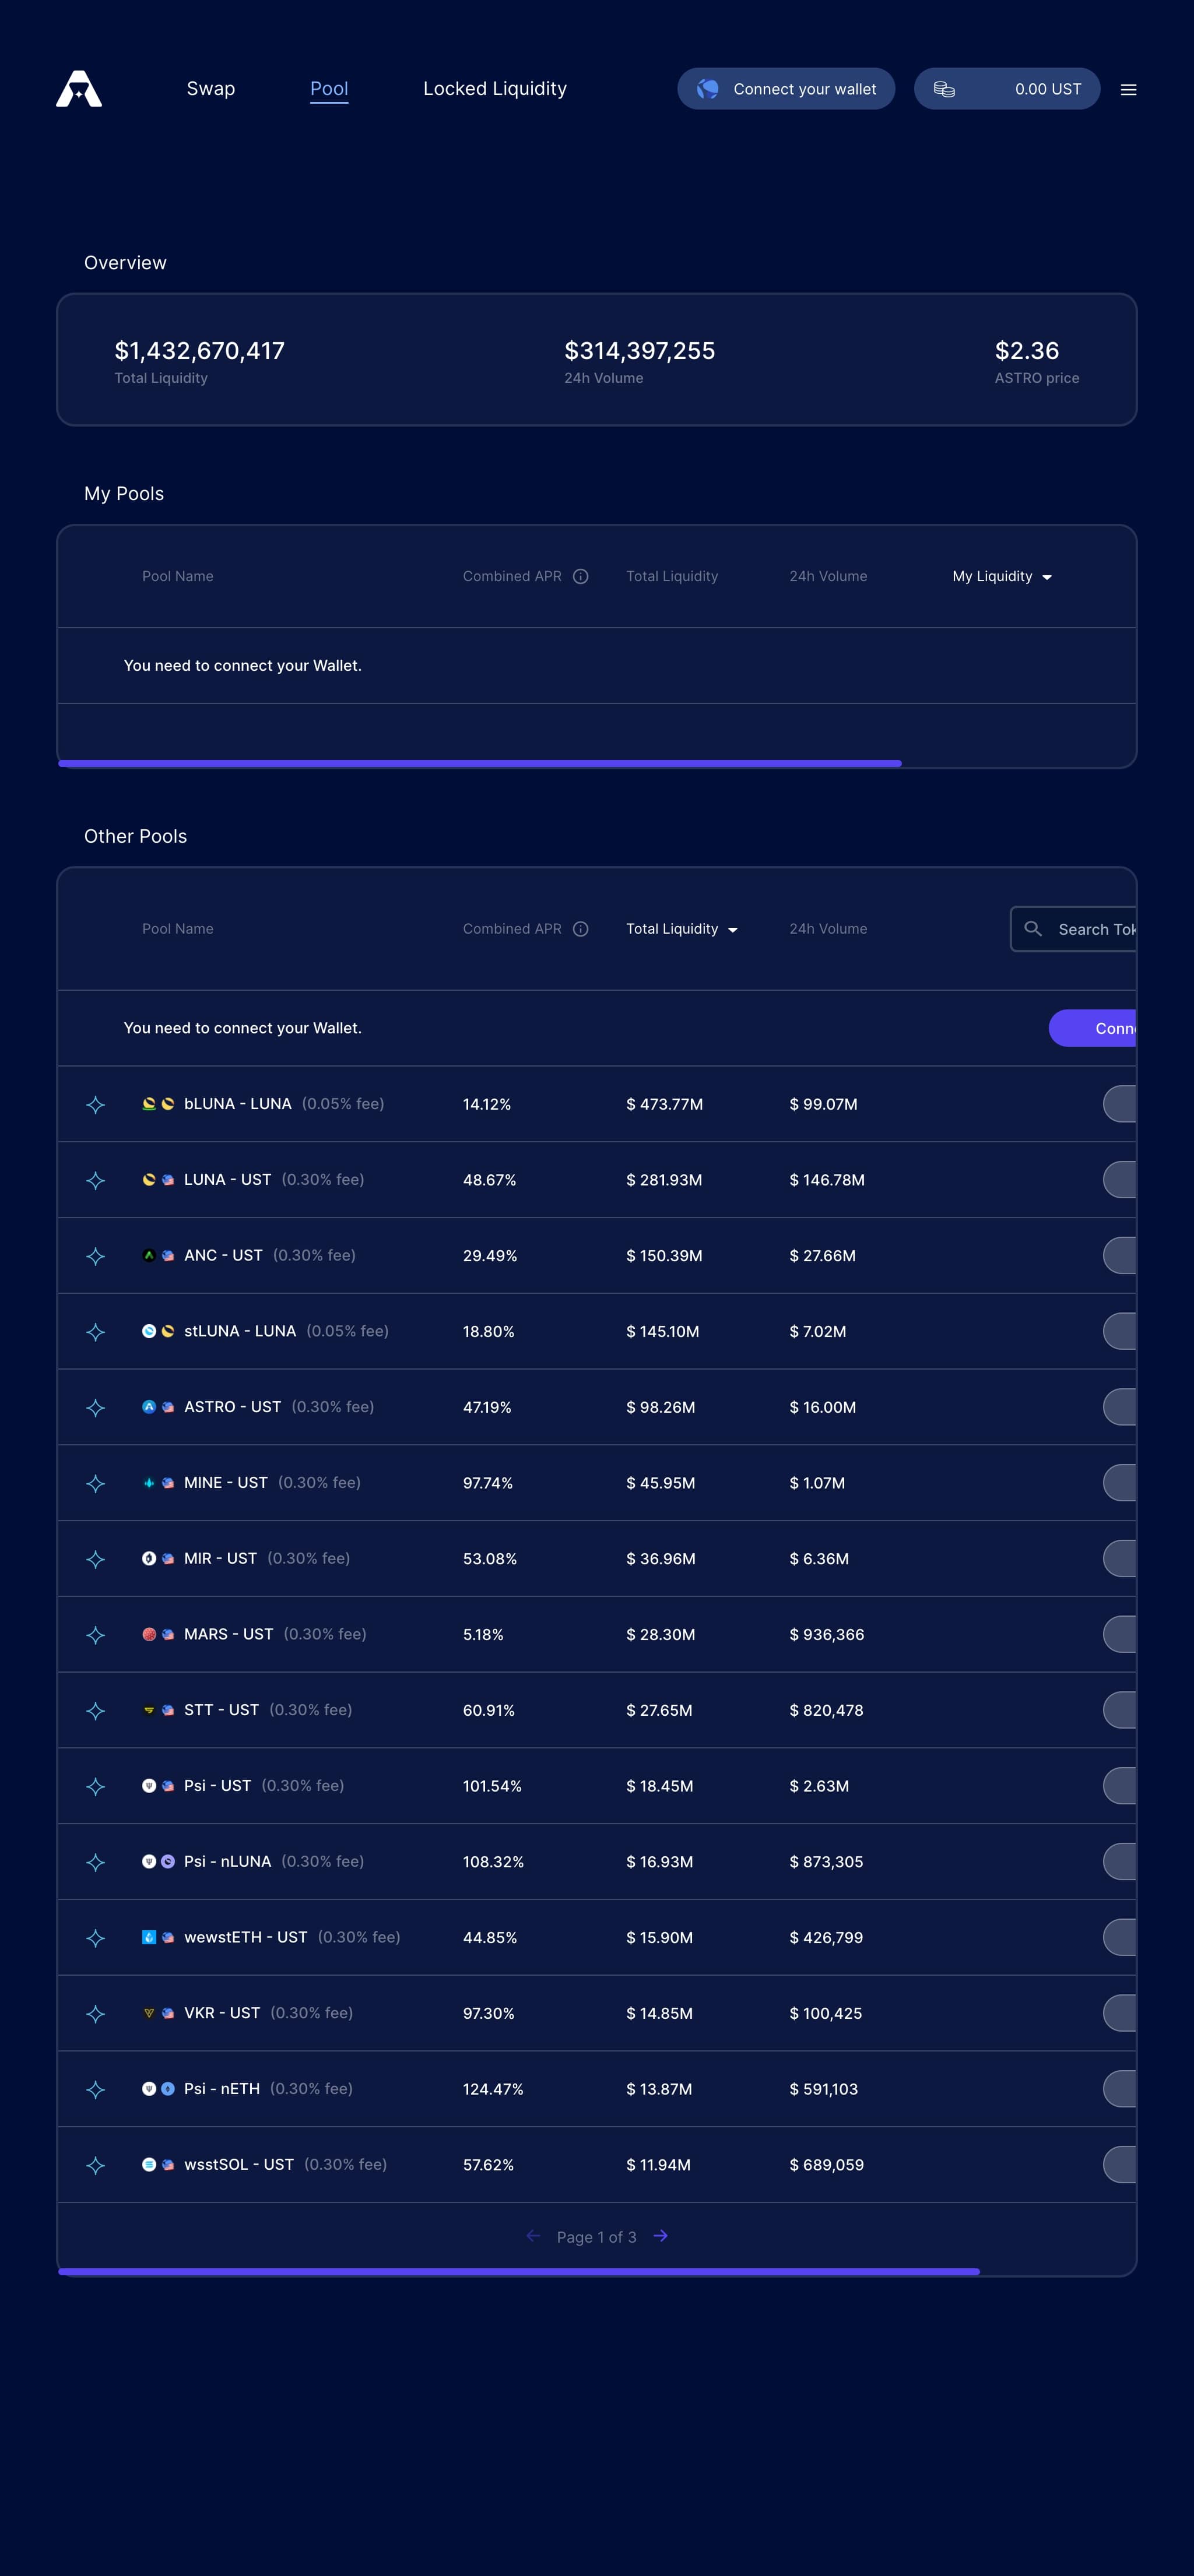 Swap Pool Locked Liquidity Connect your wallet 0.00 UST
Overview
$1,432,670,417 $314,397,255 $2.36
Total Liquidity 24h Volume ASTRO price
My Pools
Pool Name Combined APR Total Liquidity 24h Volume My Liquidity
You need to connect your Wallet.
Other Pools
Pool Name Combined APR Total Liquidity 24h Volume Search Tok
You need to connect your Wallet. Conne
bLUNA - LUNA (0.05% fee) 14.12% $ 473.77M $ 99.07M
LUNA - UST (0.30% fee) 48.67% $ 281.93M $ 146.78M
ANC - UST (0.30% fee) 29.49% $ 150.39M $ 27.66M
stLUNA - LUNA (0.05% fee) 18.80% $ 145.10M $ 7.02M
ASTRO - UST (0.30% fee) 47.19% $ 98.26M $ 16.00M
MINE - UST (0.30% fee) 97.74% $ 45.95M $ 1.07M
MIR - UST (0.30% fee) 53.08% $ 36.96M $ 6.36M
MARS - UST (0.30% fee) 5.18% $ 28.30M $ 936,366
STT - UST (0.30% fee) 60.91% $ 27.65M $ 820,478
Psi - UST (0.30% fee) 101.54% $ 18.45M $ 2.63M
Psi - nLUNA (0.30% fee) 108.32% $ 16.93M $ 873,305
wewstETH - UST (0.30% fee) 44.85% $ 15.90M $ 426,799
VKR - UST (0.30% fee) 97.30% $ 14.85M $ 100,425
Psi - nETH (0.30% fee) 124.47% $ 13.87M $ 591,103
wsstSOL - UST (0.30% fee) 57.62% $ 11.94M $ 689,059
Page 1 of 3